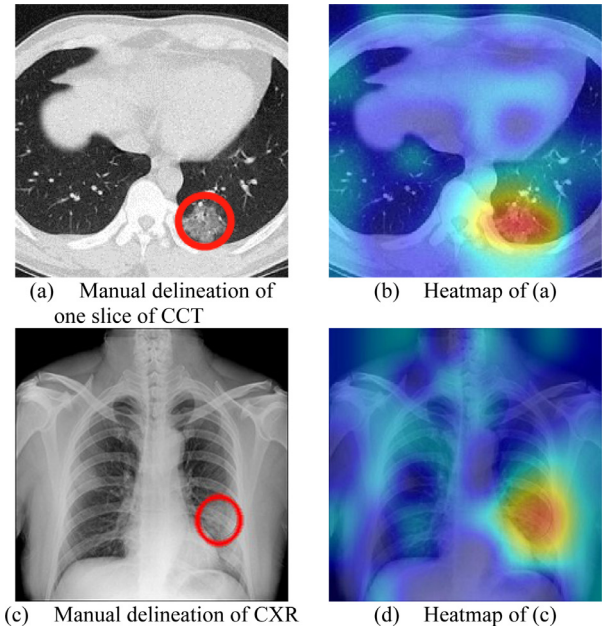 (a) Manual delineation of
one slice of CCT
(b) Heatmap of (a)
(c) Manual delineation of CXR
(d) Heatmap of (c)